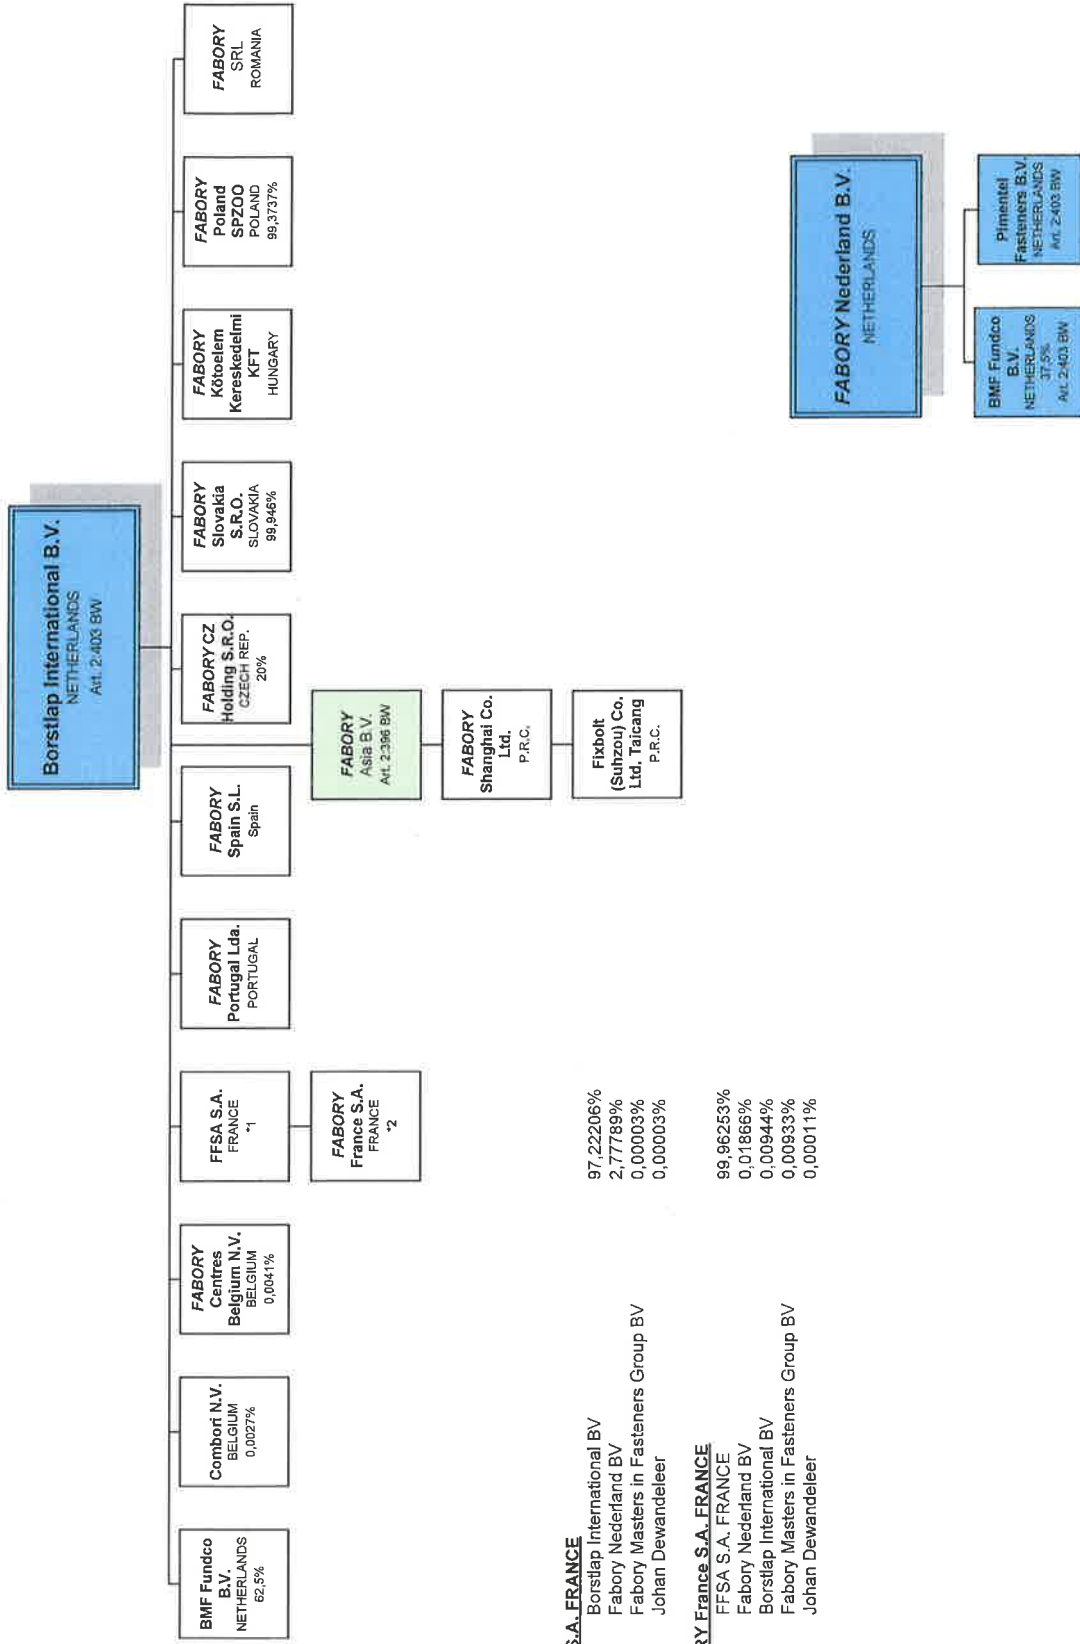 Borstlap International B.V.
NETHERLANDS
Art. 2:403 BW
BMF Fundco
B.V.
NETHERLANDS
62,5%
Combori N.V.
BELGIUM
0,0027%
FABORY
Centres
Belgium N.V.
BELGIUM
0,0041%
FFSA S.A.
FRANCE
*1
FABORY
Portugal Lda.
PORTUGAL
FABORY
Spain S.L.
Spain
FABORY CZ
Holding S.R.O.
CZECH REP.
20%
FABORY
Slovakia
S.R.O.
SLOVAKIA
99,946%
FABORY
Kötoelem
Kereskedelmi
KFT
HUNGARY
FABORY
Poland
SPZOO
POLAND
99,3737%
FABORY
SRL
ROMANIA
FABORY
France S.A.
FRANCE
*2
FABORY
Asia B.V.
Art. 2:396 BW
FABORY
Shanghai Co.
Ltd.
P.R.C.
Fixbolt
(Suhzou) Co.
Ltd. Taicang
P.R.C.
S.A. FRANCE
Borstlap International BV 97,22206%
Fabory Nederland BV 2,77789%
Fabory Masters in Fasteners Group BV 0,00003%
Johan Dewandeleer 0,00003%
RY France S.A. FRANCE
FFSA S.A. FRANCE 99,96253%
Fabory Nederland BV 0,01866%
Borstlap International BV 0,00944%
Fabory Masters in Fasteners Group BV 0,00933%
Johan Dewandeleer 0,00011%
FABORY Nederland B.V.
NETHERLANDS
BMF Fundco
B.V.
NETHERLANDS
37,5%
Art. 2:403 BW
Pimentel
Fasteners B.V.
NETHERLANDS
Art. 2:403 BW